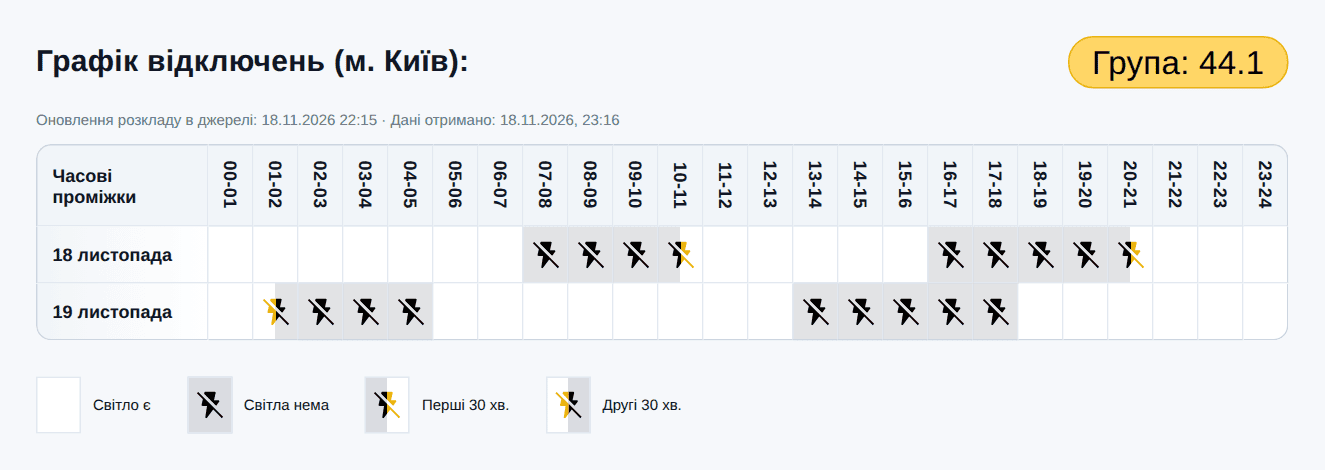 Графік відключень (м. Київ):
Група: 44.1
Оновлення розкладу в джерелі: 18.11.2026 22:15 · Дані отримано: 18.11.2026, 23:16
Часові
проміжки
00-01
01-02
02-03
03-04
04-05
05-06
06-07
07-08
08-09
09-10
10-11
11-12
12-13
13-14
14-15
15-16
16-17
17-18
18-19
19-20
20-21
21-22
22-23
23-24
18 листопада
19 листопада
Світло є
Світла нема
Перші 30 хв.
Другі 30 хв.